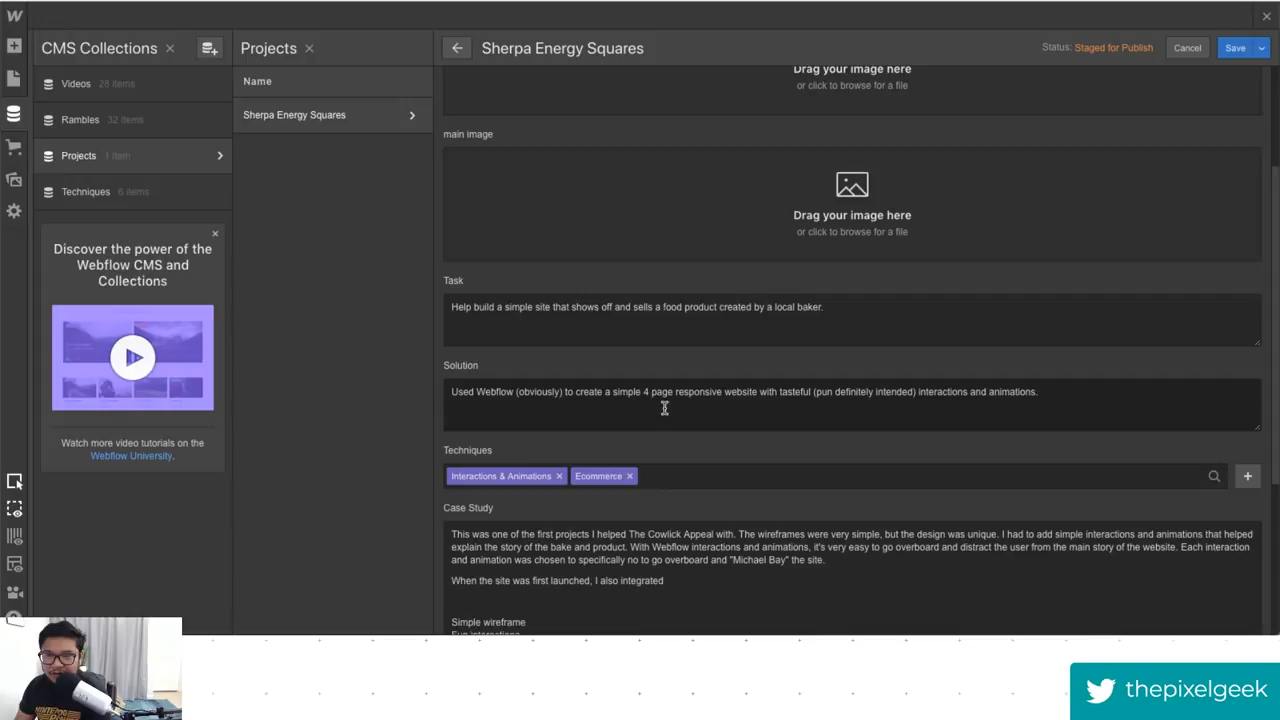 W
CMS Collections
Projects
Sherpa Energy Squares
Status: Staged for Publish
Cancel
Save
Videos 28 items
Rambles 32 items
Projects 1 item
Techniques 6 items
Name
Sherpa Energy Squares
Discover the power of the
Webflow CMS and
Collections
Watch more video tutorials on the
Webflow University.
Drag your image here
or click to browse for a file
main image
Drag your image here
or click to browse for a file
Task
Help build a simple site that shows off and sells a food product created by a local baker.
Solution
Used Webflow (obviously) to create a simple 4 page responsive website with tasteful (pun definitely intended) interactions and animations.
Techniques
Interactions & Animations
Ecommerce
Case Study
This was one of the first projects I helped The Cowlick Appeal with. The wireframes were very simple, but the design was unique. I had to add simple interactions and animations that helped
explain the story of the bake and product. With Webflow interactions and animations, it's very easy to go overboard and distract the user from the main story of the website. Each interaction
and animation was chosen to specifically no to go overboard and "Michael Bay" the site.
When the site was first launched, I also integrated
Simple wireframe
Fun interactions
thepixelgeek